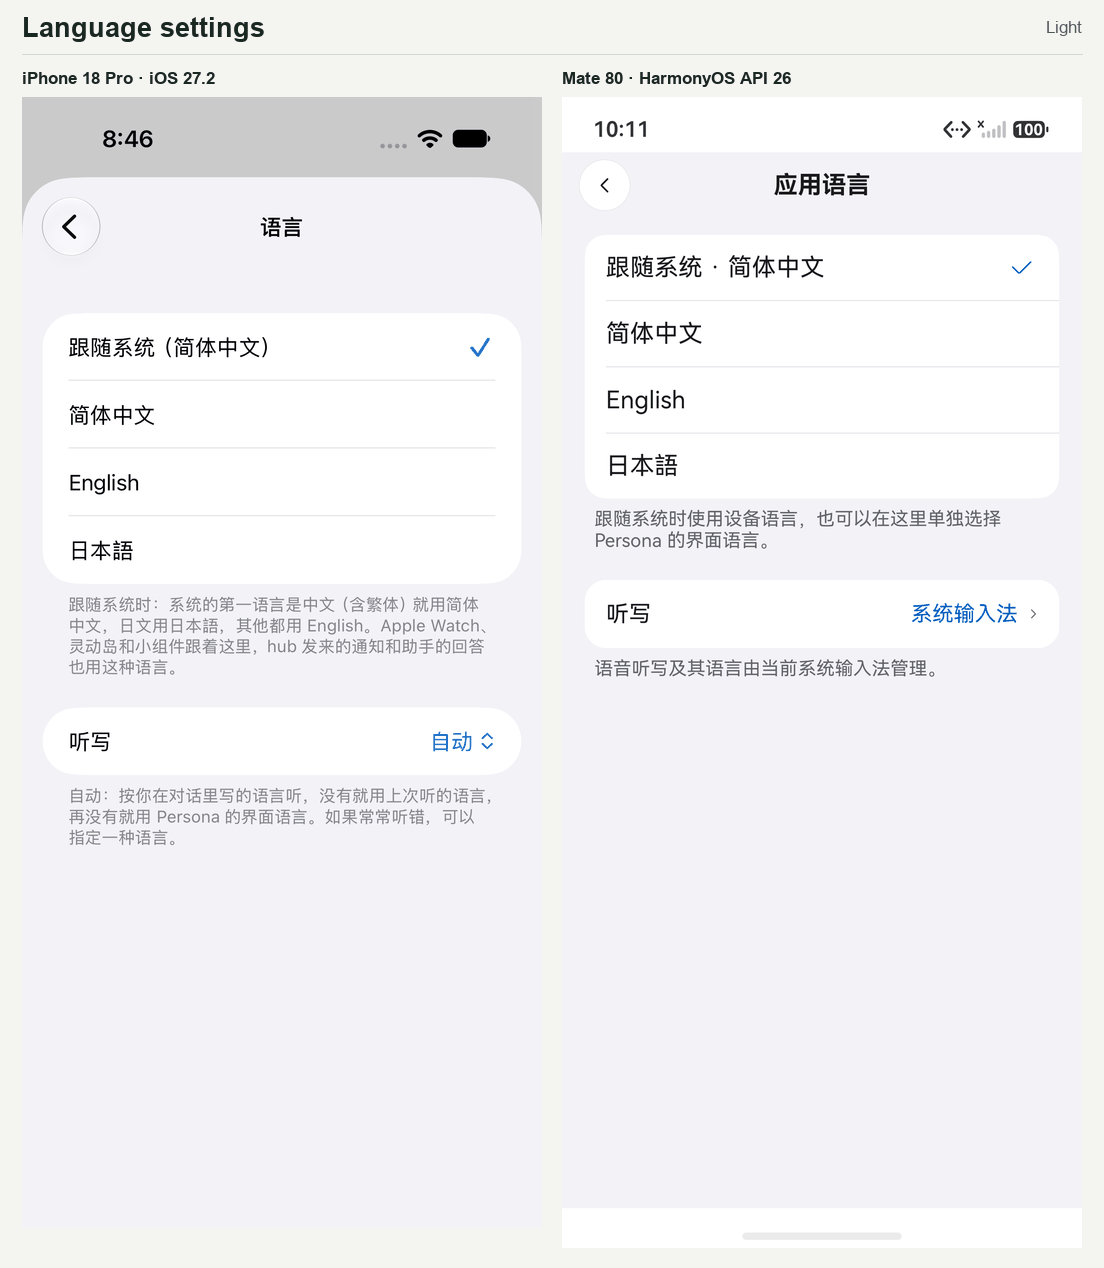 Language settings
Light
iPhone 18 Pro · iOS 27.2
8:46
语言
跟随系统（简体中文）
简体中文
English
日本語
跟随系统时：系统的第一语言是中文（含繁体）就用简体
中文，日文用日本語，其他都用 English。Apple Watch、
灵动岛和小组件跟着这里，hub 发来的通知和助手的回答
也用这种语言。
听写
自动
自动：按你在对话里写的语言听，没有就用上次听的语言，
再没有就用 Persona 的界面语言。如果常常听错，可以
指定一种语言。
Mate 80 · HarmonyOS API 26
10:11
100
应用语言
跟随系统 · 简体中文
简体中文
English
日本語
跟随系统时使用设备语言，也可以在这里单独选择
Persona 的界面语言。
听写
系统输入法
语音听写及其语言由当前系统输入法管理。